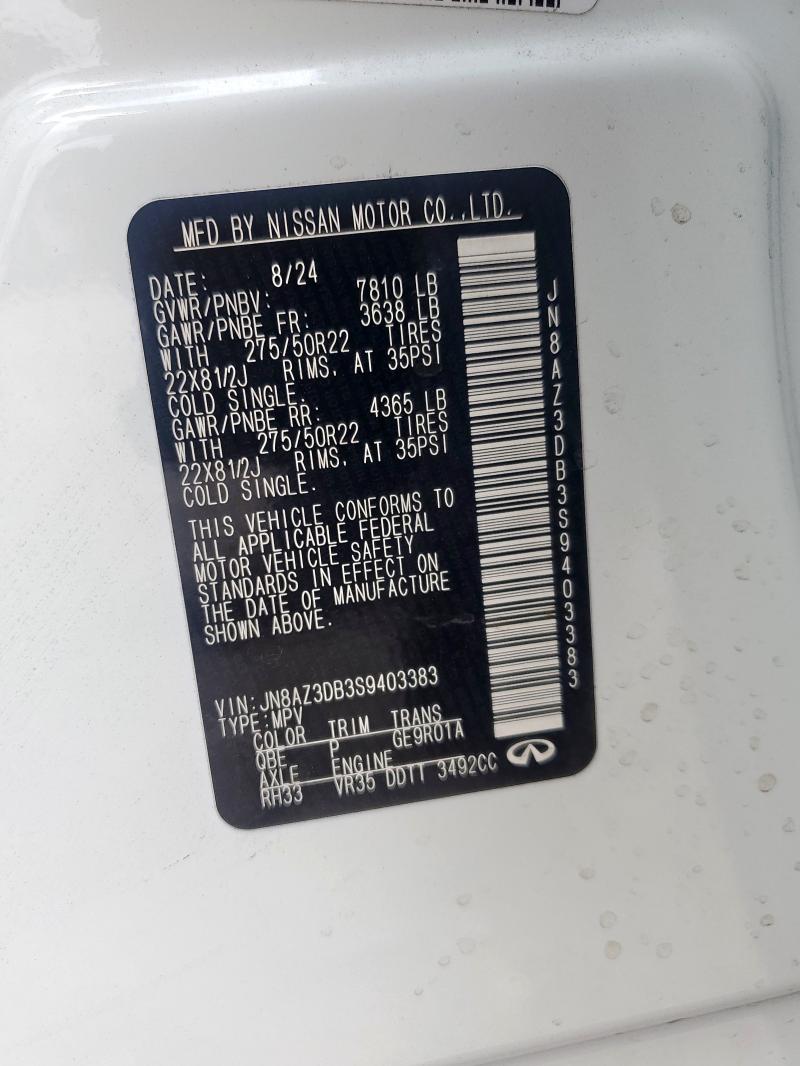 MFD BY NISSAN MOTOR CO.,LTD.
DATE: 8/24
GVWR/PNBV: 7810 LB
GAWR/PNBE FR: 3638 LB
WITH 275/50R22 TIRES
22X81/2J RIMS, AT 35PSI
COLD SINGLE.
GAWR/PNBE RR: 4365 LB
WITH 275/50R22 TIRES
22X81/2J RIMS, AT 35PSI
COLD SINGLE.
THIS VEHICLE CONFORMS TO
ALL APPLICABLE FEDERAL
MOTOR VEHICLE SAFETY
STANDARDS IN EFFECT ON
THE DATE OF MANUFACTURE
SHOWN ABOVE.
VIN:JN8AZ3DB3S9403383
TYPE:MPV
COLOR TRIM TRANS
QBE P GE9R01A
AXLE ENGINE
RH33 VR35 DDTT 3492CC
JN8AZ3DB3S9403383